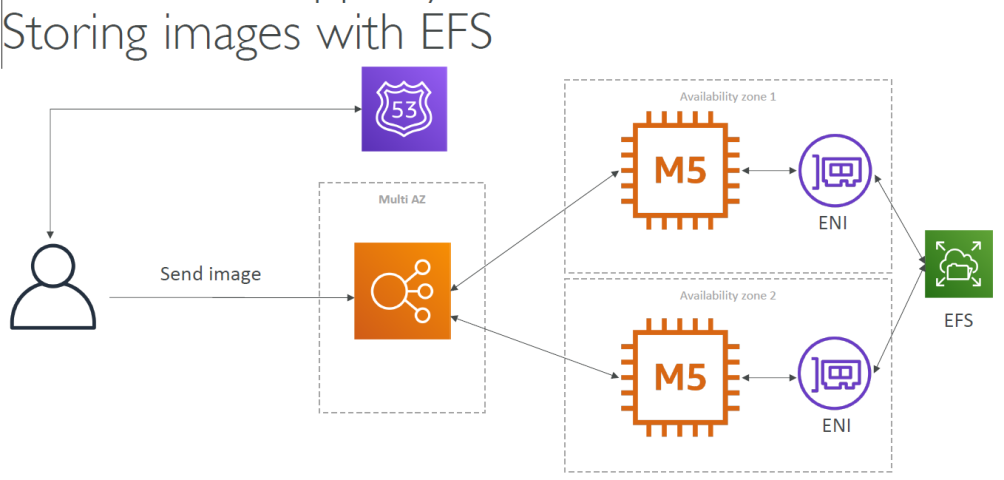 Storing images with EFS
53
Availability zone 1
M5
ENI
Multi AZ
Send image
EFS
Availability zone 2
M5
ENI